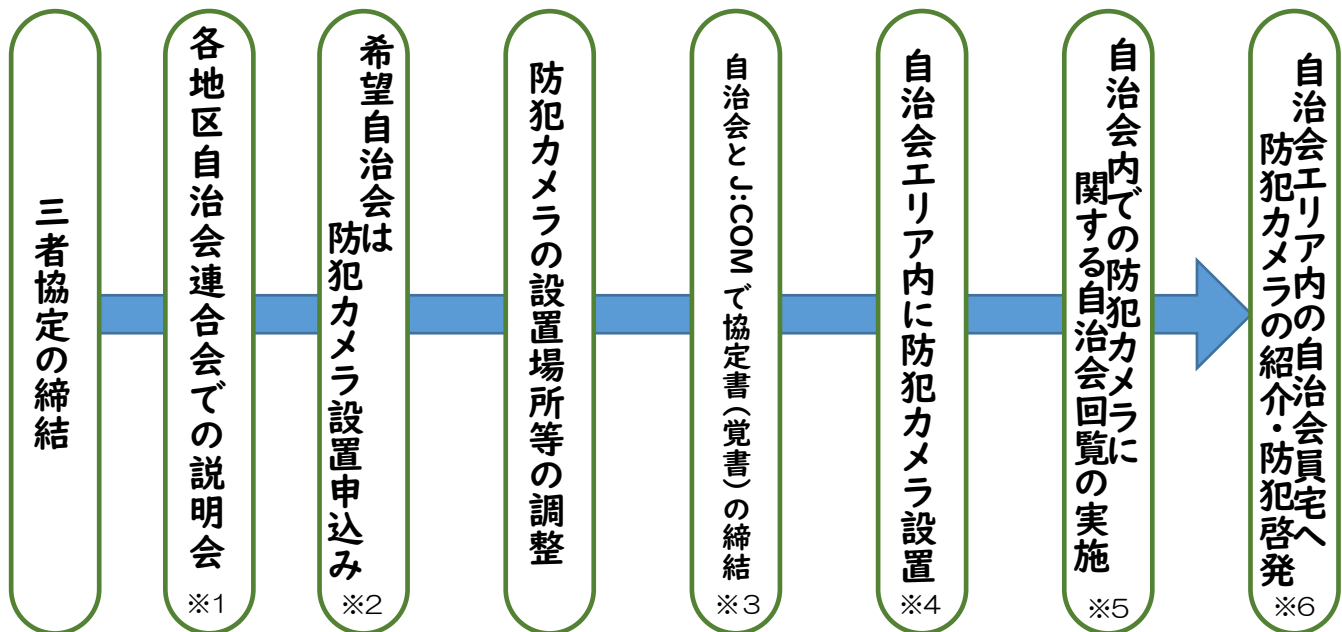 三者協定の締結
各地区自治会連合会での説明会
※1
希望自治会は
防犯カメラ設置申込み
※2
防犯カメラの設置場所等の調整
自治会とJ:COMで協定書(覚書)の締結
※3
自治会エリア内に防犯カメラ設置
※4
自治会内での防犯カメラに
関する自治会回覧の実施
※5
自治会エリア内の自治会員宅へ
防犯カメラの紹介・防犯啓発
※6